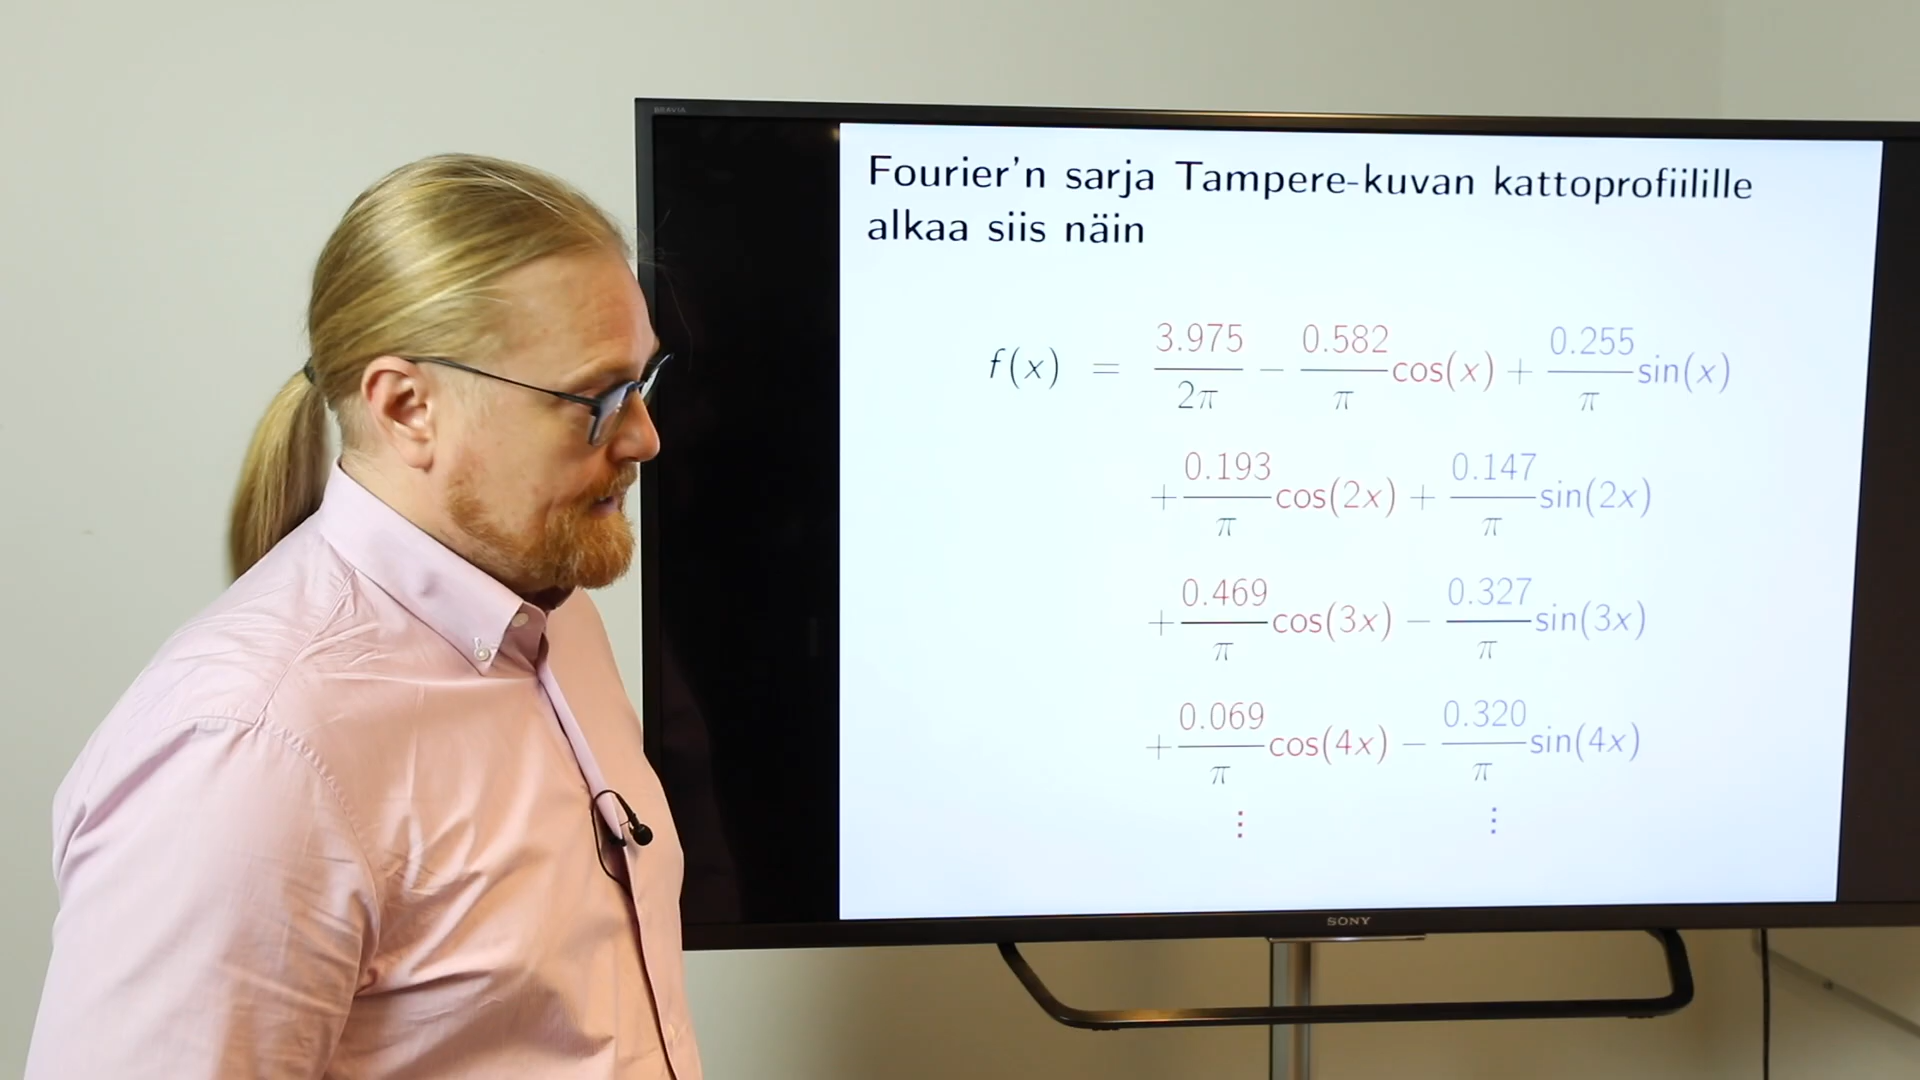 BRAVIA
Fourier'n sarja Tampere-kuvan kattoprofiilille
alkaa siis näin
f(x) = 3.975/2π − 0.582/π cos(x) + 0.255/π sin(x)
+ 0.193/π cos(2x) + 0.147/π sin(2x)
+ 0.469/π cos(3x) − 0.327/π sin(3x)
+ 0.069/π cos(4x) − 0.320/π sin(4x)
⋮ ⋮
SONY